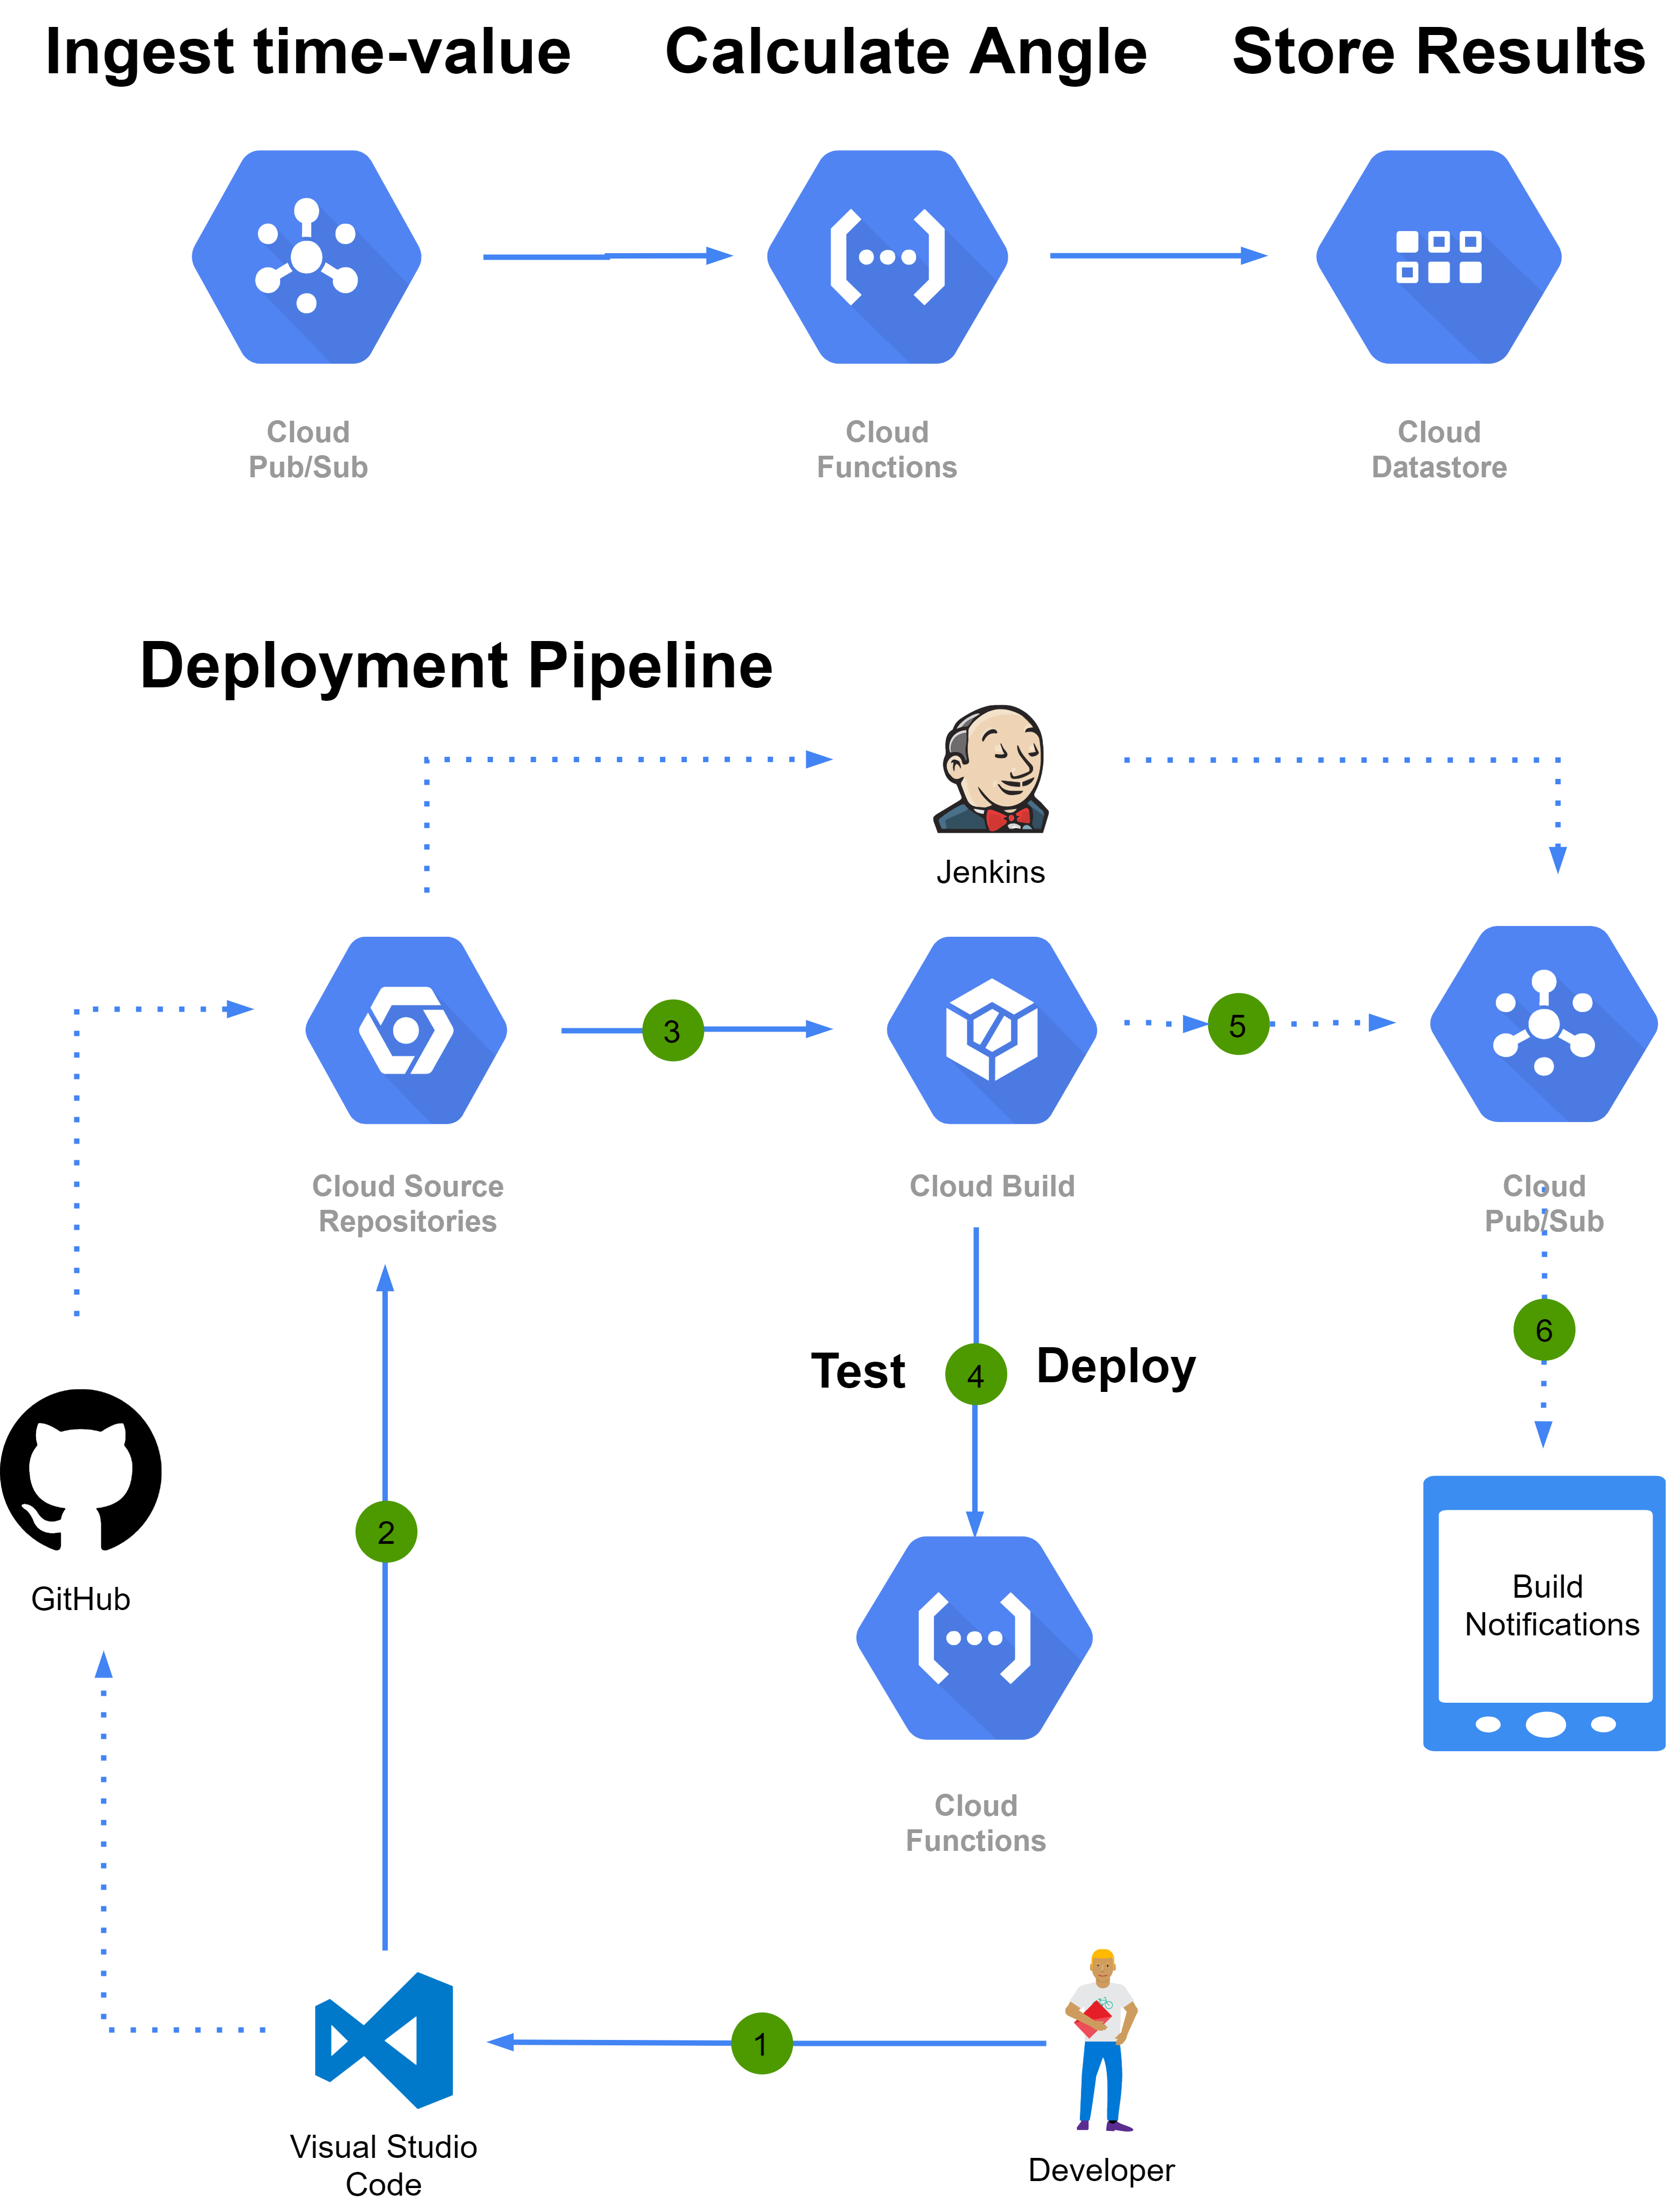 Ingest time-value
Calculate Angle
Store Results
Cloud
Pub/Sub
Cloud
Functions
Cloud
Datastore
Deployment Pipeline
Jenkins
3
5
Cloud Source
Repositories
Cloud Build
Cloud
Pub/Sub
6
Test
4
Deploy
2
GitHub
Build
Notifications
Cloud
Functions
1
Visual Studio
Code
Developer